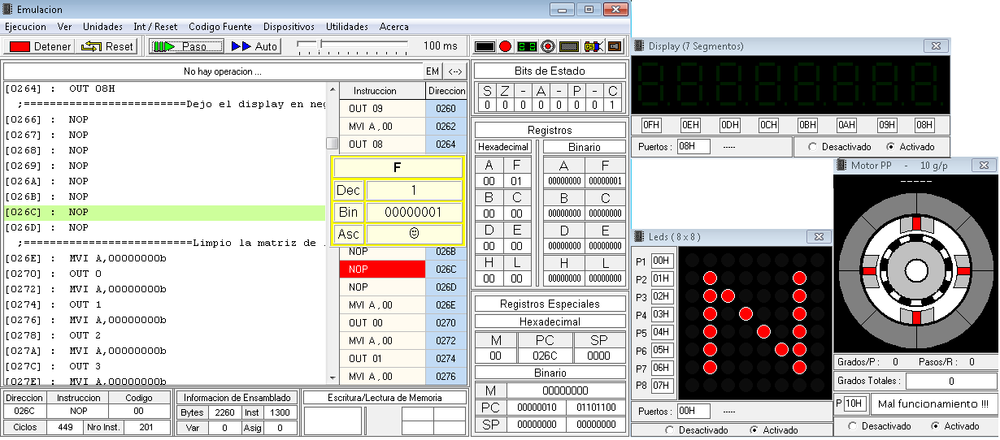 Emulacion
Ejecucion Ver Unidades Int / Reset Codigo Fuente Dispositivos Utilidades Acerca
Detener Reset Paso Auto 100 ms
No hay operacion ... EM <-->
[0264] : OUT 08H
;=========================Dejo el display en neg
[0266] : NOP
[0267] : NOP
[0268] : NOP
[0269] : NOP
[026A] : NOP
[026B] : NOP
[026C] : NOP
[026D] : NOP
;==========================Limpio la matriz de
[026E] : MVI A,00000000b
[0270] : OUT 0
[0272] : MVI A,00000000b
[0274] : OUT 1
[0276] : MVI A,00000000b
[0278] : OUT 2
[027A] : MVI A,00000000b
[027C] : OUT 3
[027E] : MVI A,00000000b
Instruccion Direccion
OUT 09 0260
MVI A,00 0262
OUT 08 0264
F
Dec 1
Bin 00000001
Asc ☺
NOP 026B
NOP 026C
NOP 026D
MVI A,00 026E
OUT 00 0270
MVI A,00 0272
OUT 01 0274
MVI A,00 0276
Direccion Instruccion Codigo
026C NOP 00
Ciclos 449 Nro Inst. 201
Informacion de Ensamblado
Bytes 2260 Inst 1300
Var 0 Asig 0
Escritura/Lectura de Memoria
Bits de Estado
S Z - A - P - C
0 0 0 0 0 0 0 1
Registros
Hexadecimal Binario
A F A F
00 01 00000000 00000001
B C B C
00 00 00000000 00000000
D E D E
00 00 00000000 00000000
H L H L
00 00 00000000 00000000
Registros Especiales
Hexadecimal
M PC SP
00 026C 0000
Binario
M 00000000
PC 00000010 01101100
SP 00000000 00000000
Display (7 Segmentos)
0FH 0EH 0DH 0CH 0BH 0AH 09H 08H
Puertos : 08H ----- Desactivado Activado
Leds ( 8 x 8 )
P1 00H
P2 01H
P3 02H
P4 03H
P5 04H
P6 05H
P7 06H
P8 07H
Puertos : 00H -----
Desactivado Activado
Motor PP - 10 g/p
-----
Grados/P : 0 Pasos/R : 0
Grados Totales : 0
P 10H Mal funcionamiento !!!
Desactivado Activado